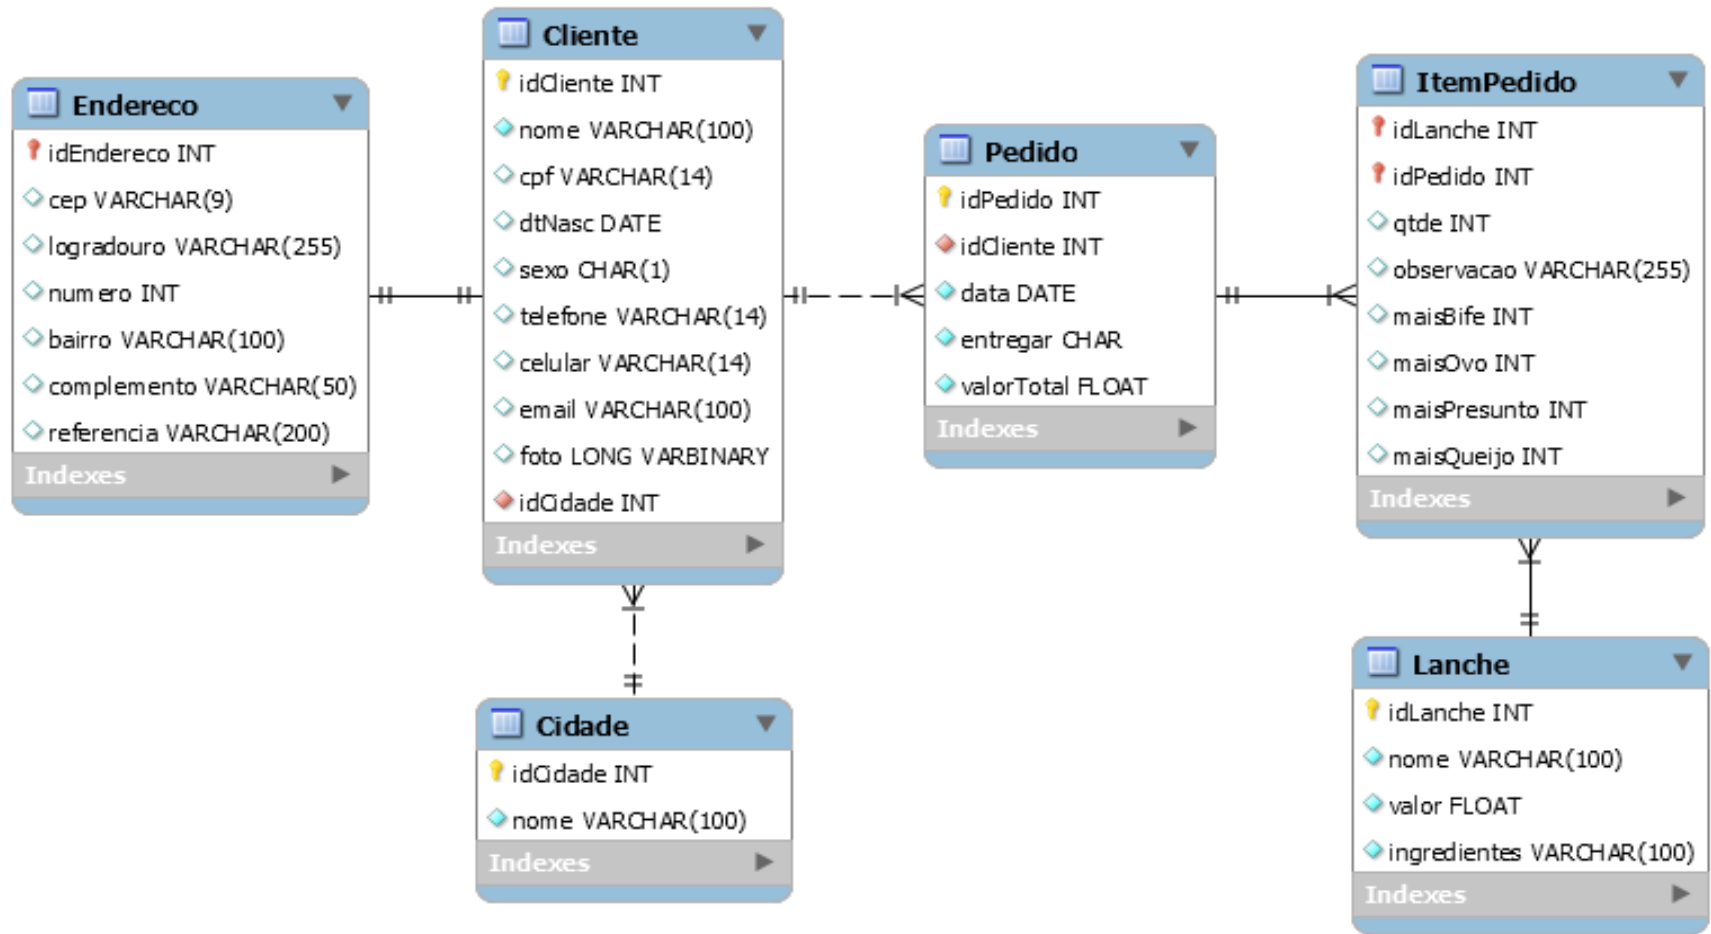 Endereco
idEndereco INT
cep VARCHAR(9)
logradouro VARCHAR(255)
numero INT
bairro VARCHAR(100)
complemento VARCHAR(50)
referencia VARCHAR(200)
Indexes
Cliente
idCliente INT
nome VARCHAR(100)
cpf VARCHAR(14)
dtNasc DATE
sexo CHAR(1)
telefone VARCHAR(14)
celular VARCHAR(14)
email VARCHAR(100)
foto LONG VARBINARY
idCidade INT
Indexes
Cidade
idCidade INT
nome VARCHAR(100)
Indexes
Pedido
idPedido INT
idCliente INT
data DATE
entregar CHAR
valorTotal FLOAT
Indexes
ItemPedido
idLanche INT
idPedido INT
qtde INT
observacao VARCHAR(255)
maisBife INT
maisOvo INT
maisPresunto INT
maisQueijo INT
Indexes
Lanche
idLanche INT
nome VARCHAR(100)
valor FLOAT
ingredientes VARCHAR(100)
Indexes